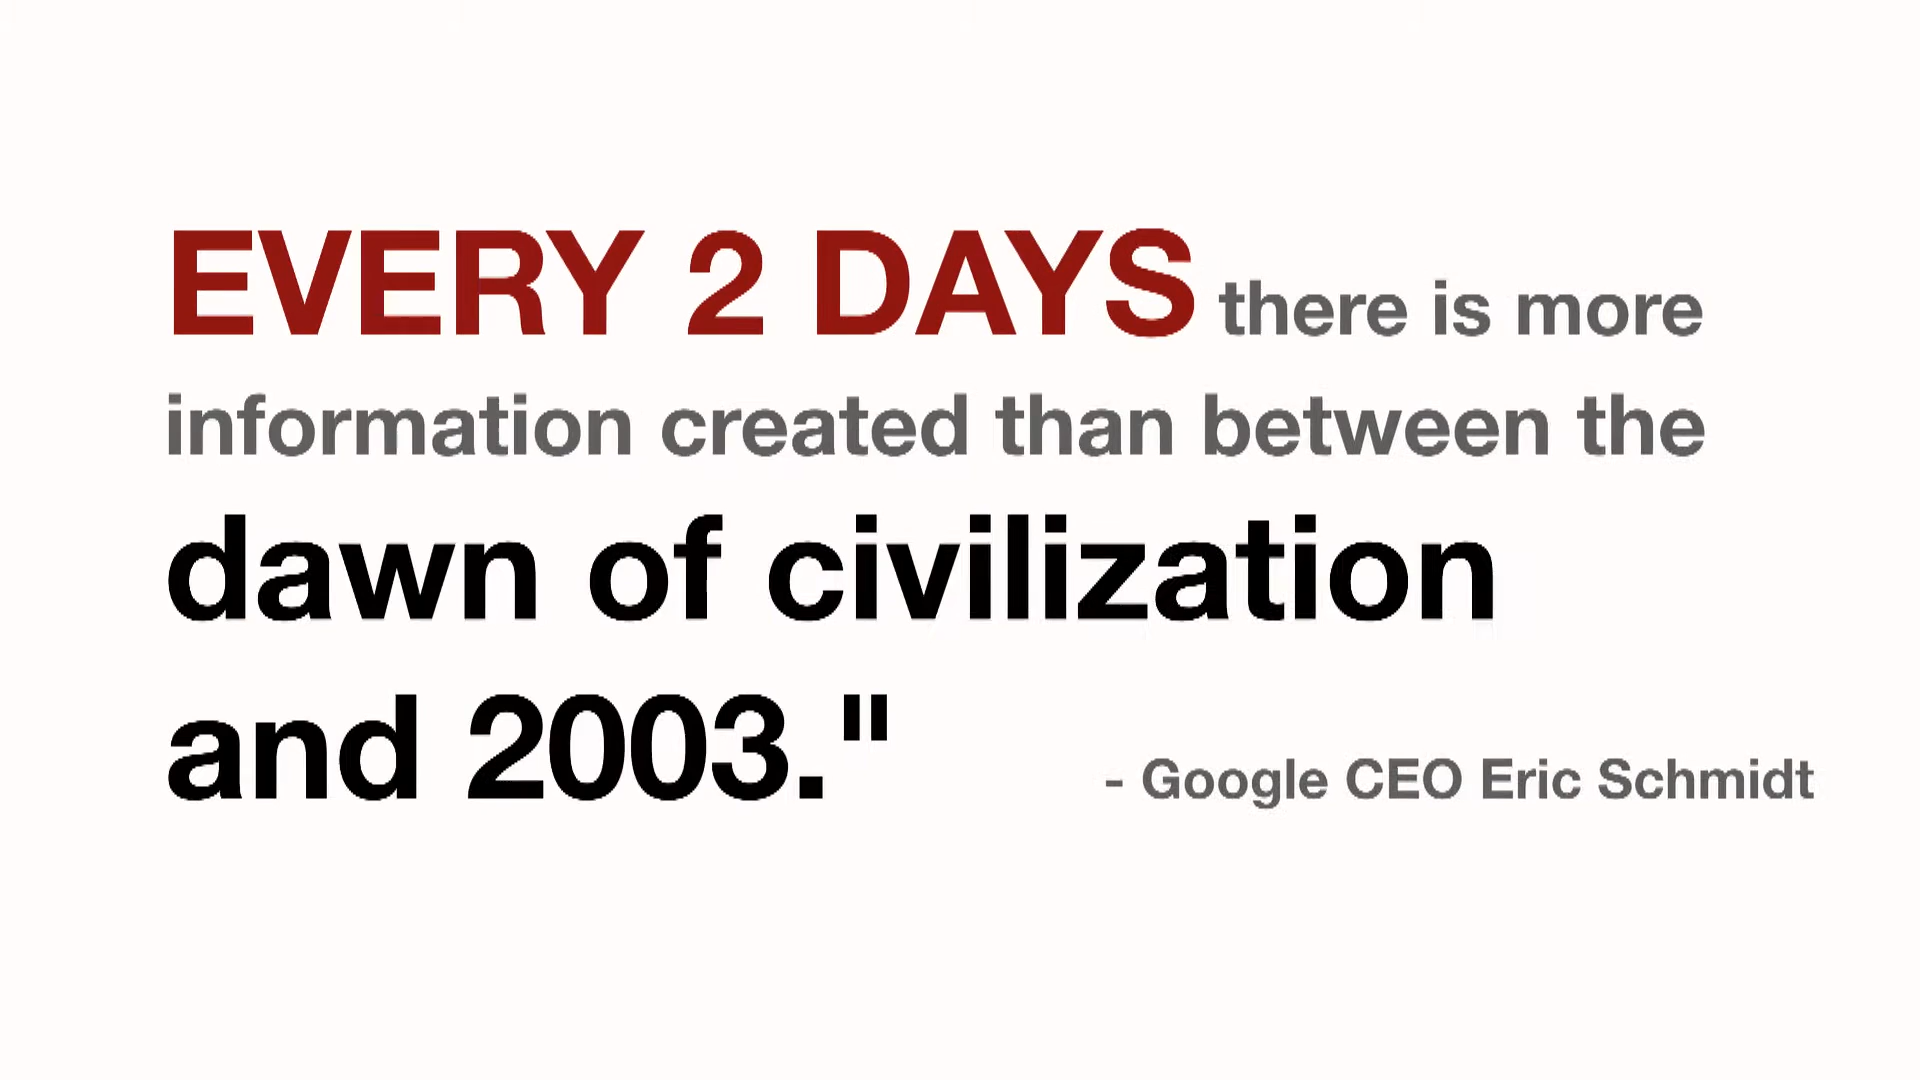 EVERY 2 DAYS there is more
information created than between the
dawn of civilization
and 2003."
- Google CEO Eric Schmidt